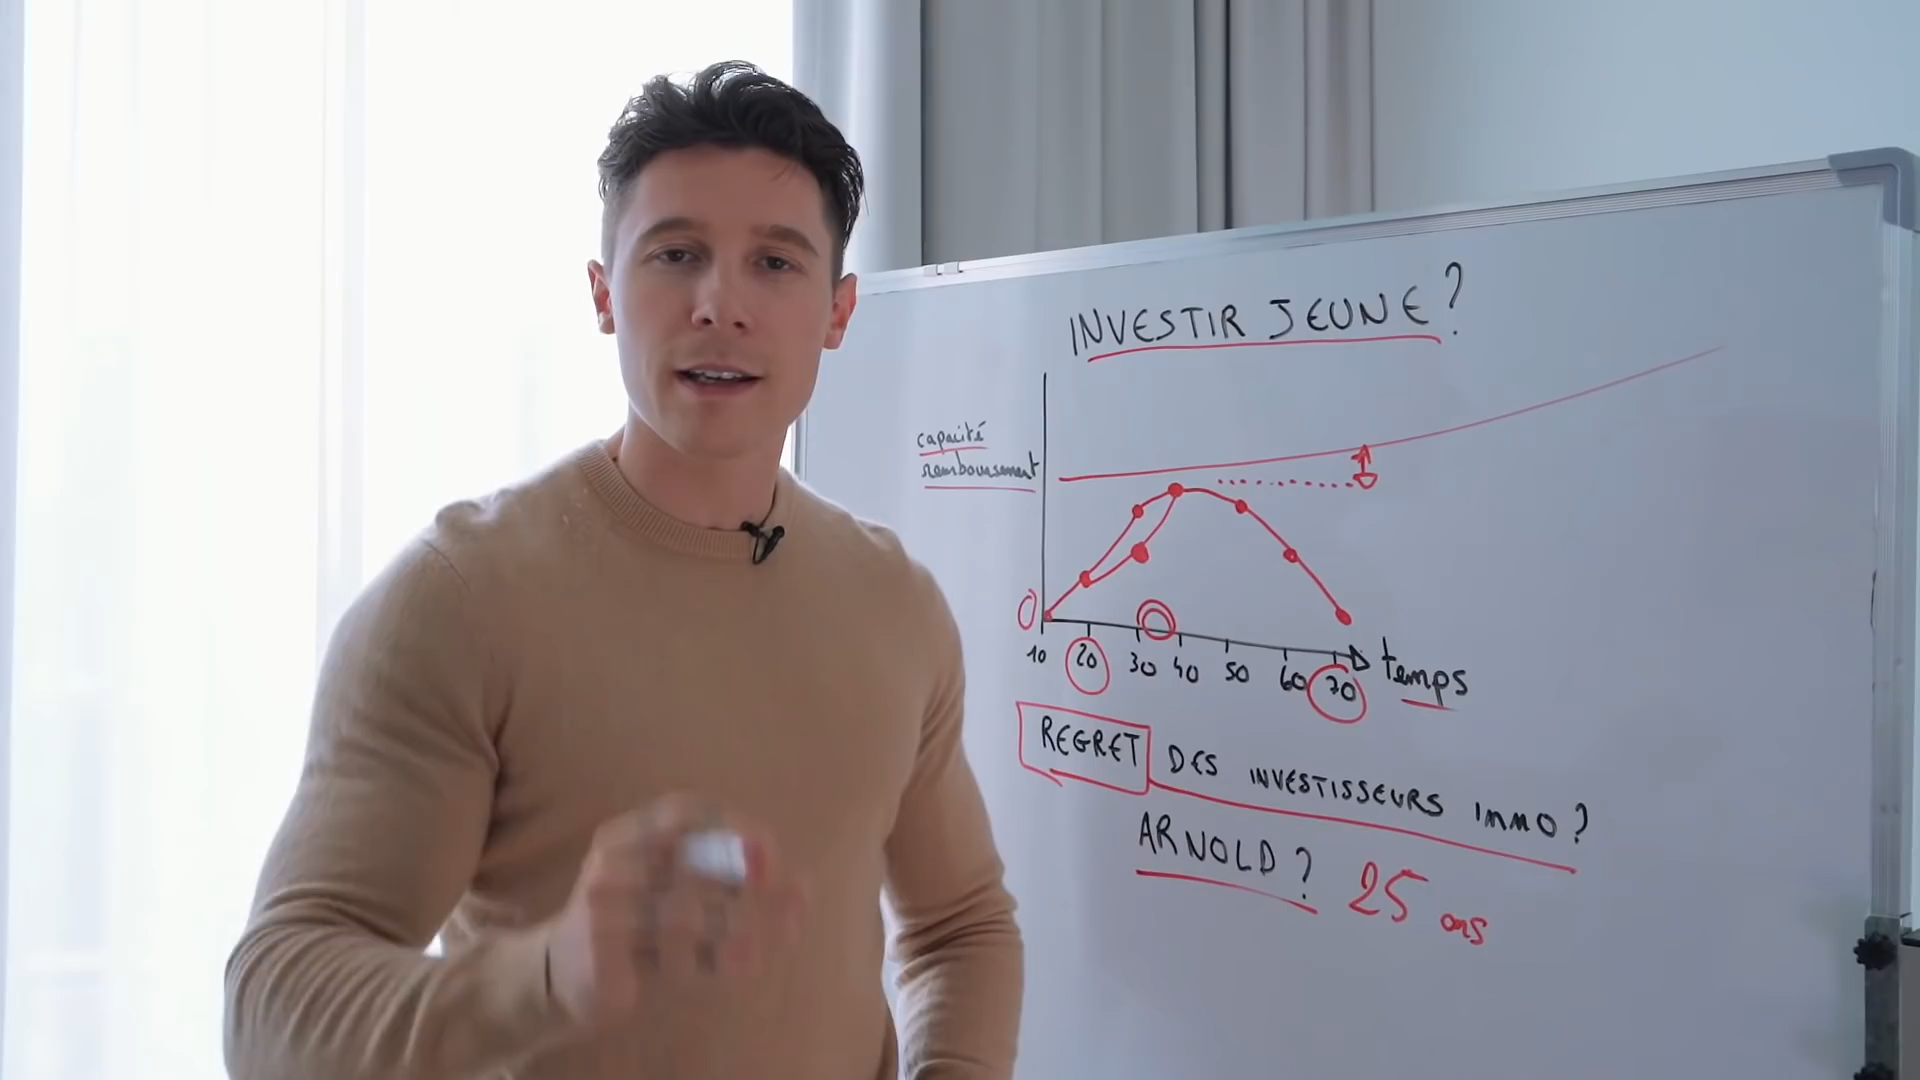 INVESTIR JEUNE?
capacité
remboursement
0
10 20 30 40 50 60 70 temps
REGRET DES INVESTISSEURS IMMO?
ARNOLD? 25 ans